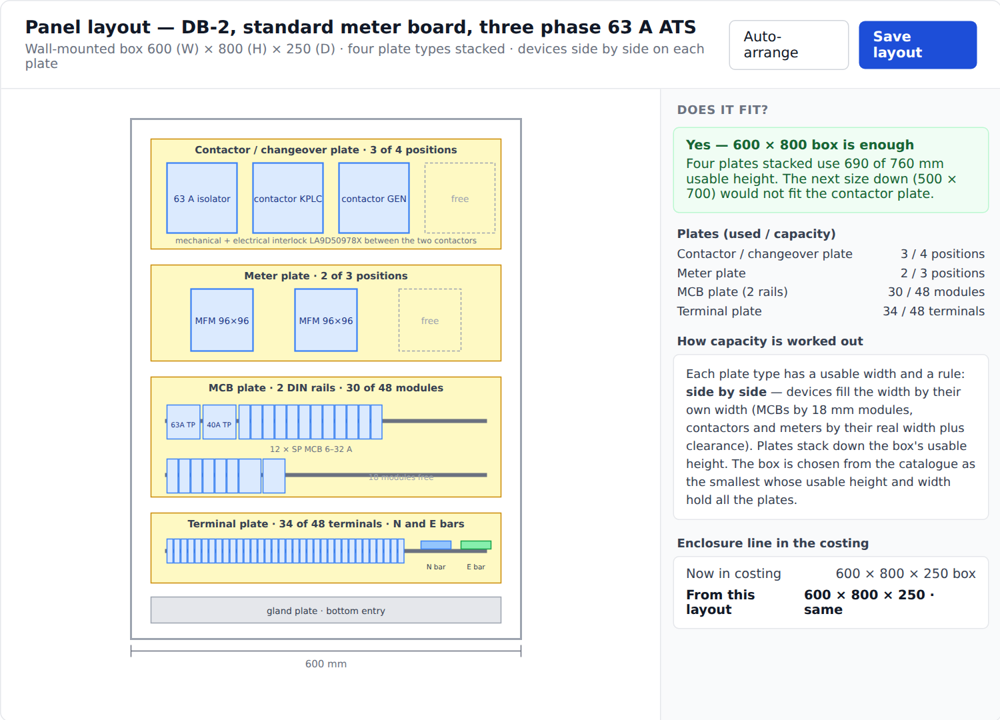 Panel layout — DB-2, standard meter board, three phase 63 A ATS
Wall-mounted box 600 (W) × 800 (H) × 250 (D) · four plate types stacked · devices side by side on each
plate
Auto-
arrange
Save
layout
Contactor / changeover plate · 3 of 4 positions
63 A isolator
contactor KPLC
contactor GEN
free
mechanical + electrical interlock LA9D50978X between the two contactors
Meter plate · 2 of 3 positions
MFM 96×96
MFM 96×96
free
MCB plate · 2 DIN rails · 30 of 48 modules
63A TP
40A TP
12 × SP MCB 6–32 A
18 modules free
Terminal plate · 34 of 48 terminals · N and E bars
N bar
E bar
gland plate · bottom entry
600 mm
DOES IT FIT?
Yes — 600 × 800 box is enough
Four plates stacked use 690 of 760 mm
usable height. The next size down (500 ×
700) would not fit the contactor plate.
Plates (used / capacity)
Contactor / changeover plate 3 / 4 positions
Meter plate 2 / 3 positions
MCB plate (2 rails) 30 / 48 modules
Terminal plate 34 / 48 terminals
How capacity is worked out
Each plate type has a usable width and a rule:
side by side — devices fill the width by their
own width (MCBs by 18 mm modules,
contactors and meters by their real width plus
clearance). Plates stack down the box's usable
height. The box is chosen from the catalogue as
the smallest whose usable height and width
hold all the plates.
Enclosure line in the costing
Now in costing 600 × 800 × 250 box
From this
layout
600 × 800 × 250 ·
same